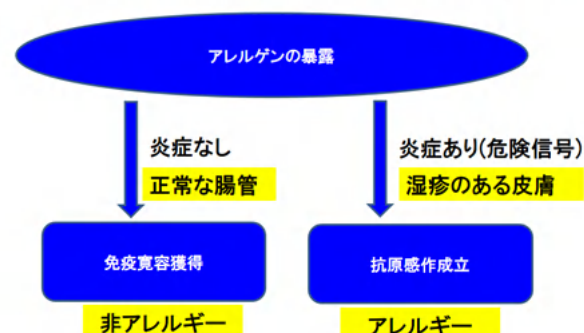 アレルゲンの暴露
炎症なし
正常な腸管
炎症あり(危険信号)
湿疹のある皮膚
免疫寛容獲得
抗原感作成立
非アレルギー
アレルギー